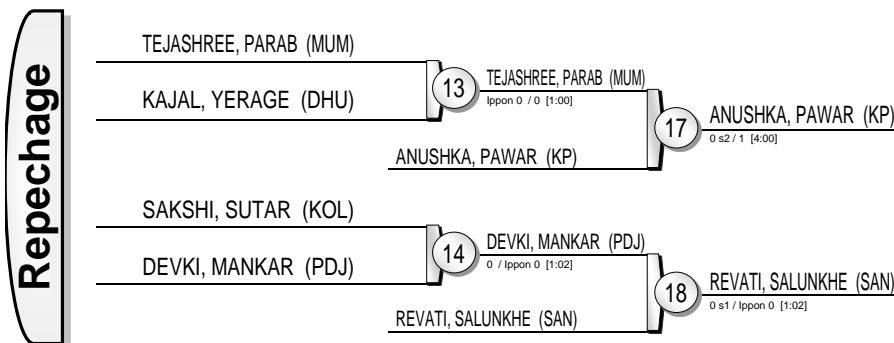 Repechage
TEJASHREE, PARAB (MUM)
KAJAL, YERAGE (DHU)
13
TEJASHREE, PARAB (MUM)
Ippon 0 / 0 [1:00]
ANUSHKA, PAWAR (KP)
17
ANUSHKA, PAWAR (KP)
0 s2 / 1 [4:00]
SAKSHI, SUTAR (KOL)
DEVKI, MANKAR (PDJ)
14
DEVKI, MANKAR (PDJ)
0 / Ippon 0 [1:02]
REVATI, SALUNKHE (SAN)
18
REVATI, SALUNKHE (SAN)
0 s1 / Ippon 0 [1:02]